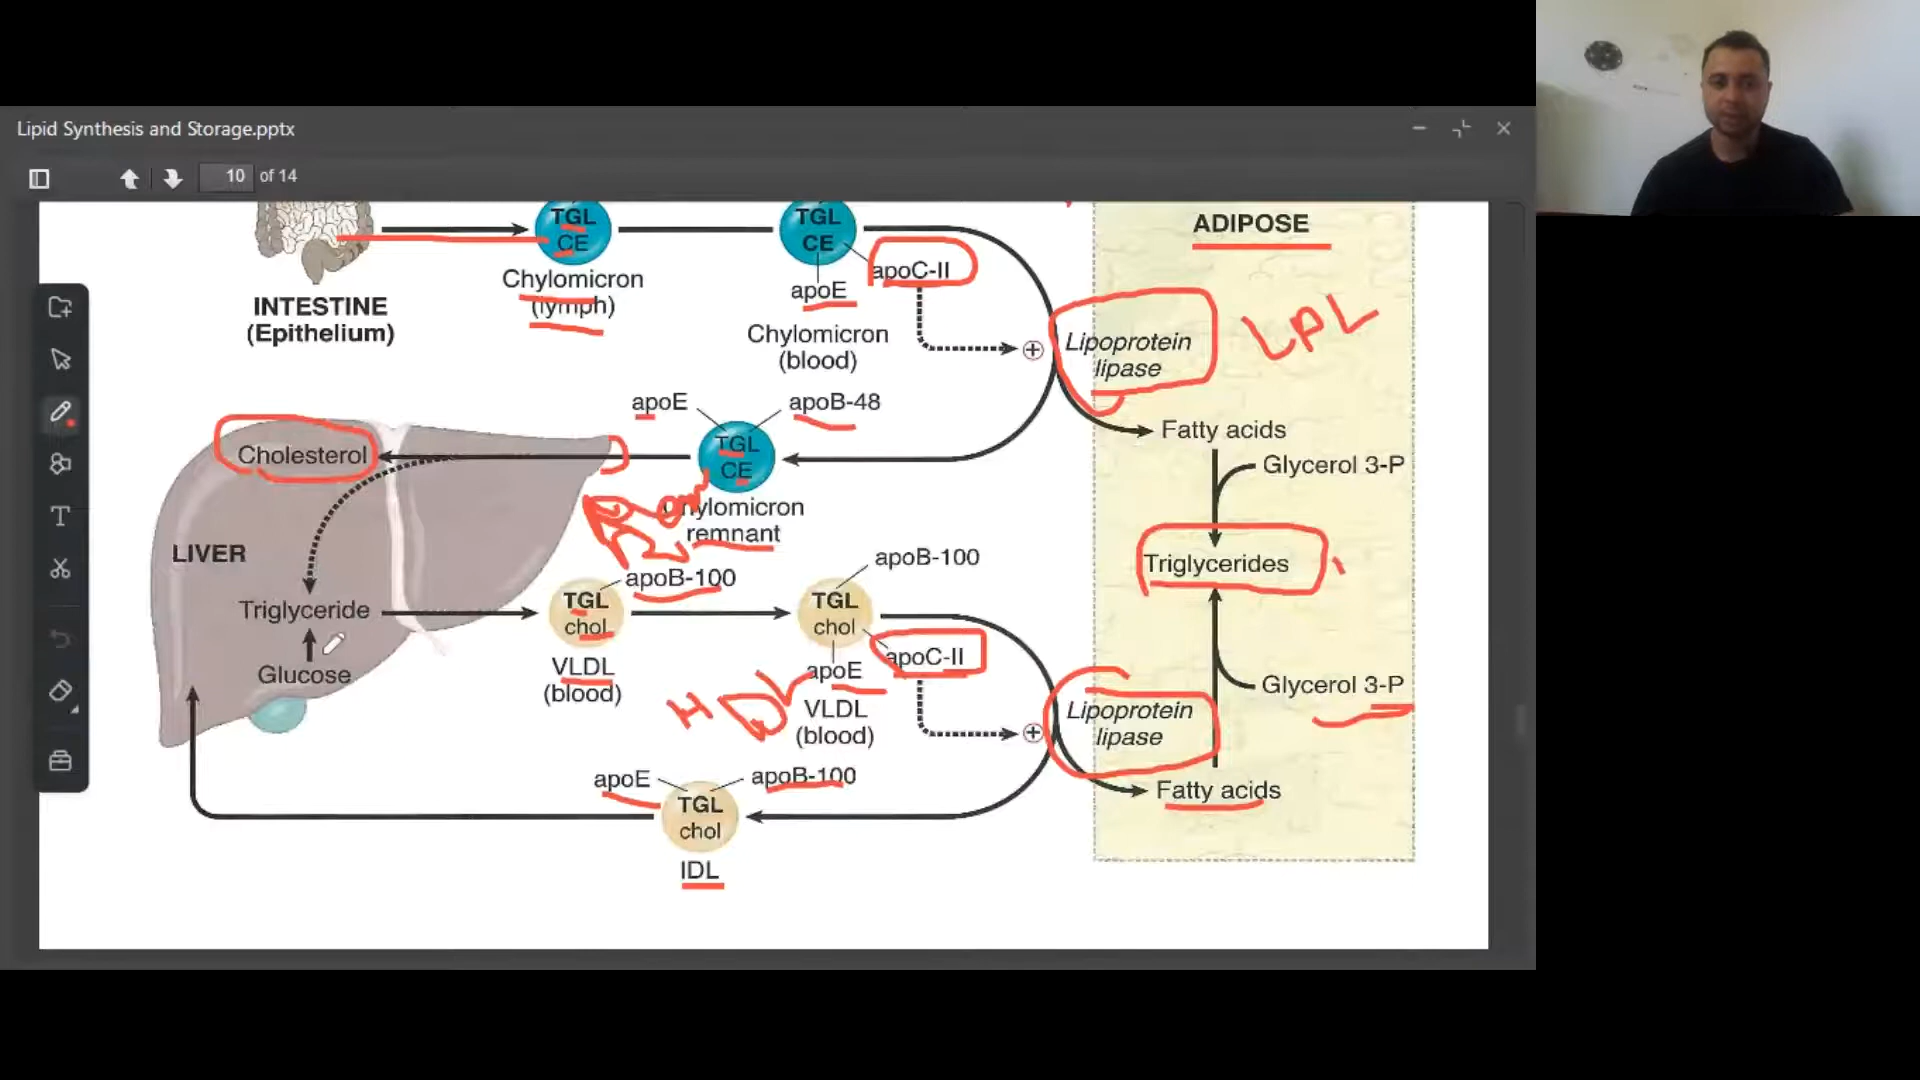 Lipid Synthesis and Storage.pptx
10 of 14
TGL
CE
Chylomicron
(lymph)
INTESTINE
(Epithelium)
TGL
CE
apoC-II
apoE
Chylomicron
(blood)
ADIPOSE
Lipoprotein
lipase
LPL
Fatty acids
Glycerol 3-P
Triglycerides
Glycerol 3-P
Lipoprotein
lipase
Fatty acids
apoE
apoB-48
TGL
CE
Chylomicron
remnant
Cholesterol
LIVER
Triglyceride
Glucose
apoB-100
TGL
chol
VLDL
(blood)
apoB-100
TGL
chol
apoC-II
apoE
VLDL
(blood)
HDL
apoE
apoB-100
TGL
chol
IDL
T